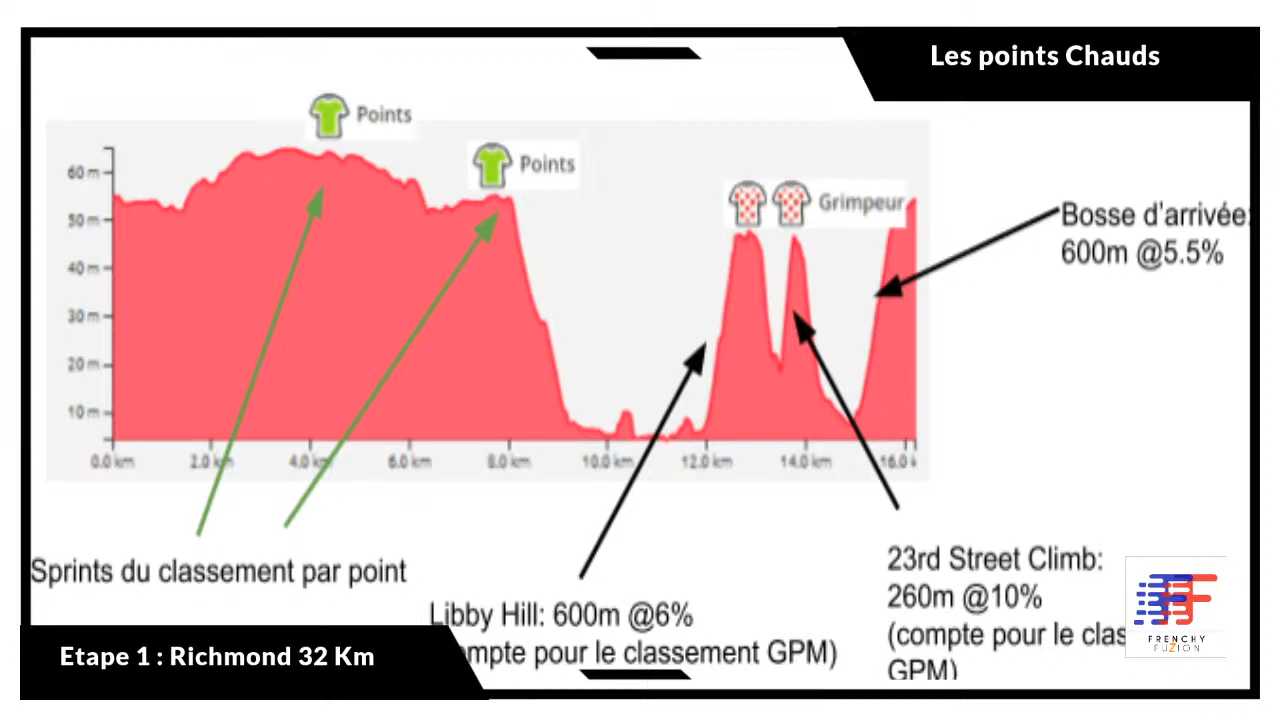 Les points Chauds
Points
Points
Grimpeur
60 m
50 m
40 m
30 m
20 m
10 m
0.0 km
2.0 km
4.0 km
6.0 km
8.0 km
10.0 km
12.0 km
14.0 km
16.0 k
Bosse d'arrivée:
600m @5.5%
Sprints du classement par point
Libby Hill: 600m @6%
mpte pour le classement GPM)
23rd Street Climb:
260m @10%
(compte pour le clas
GPM)
Etape 1 : Richmond 32 Km
FRENCHY
FUZION